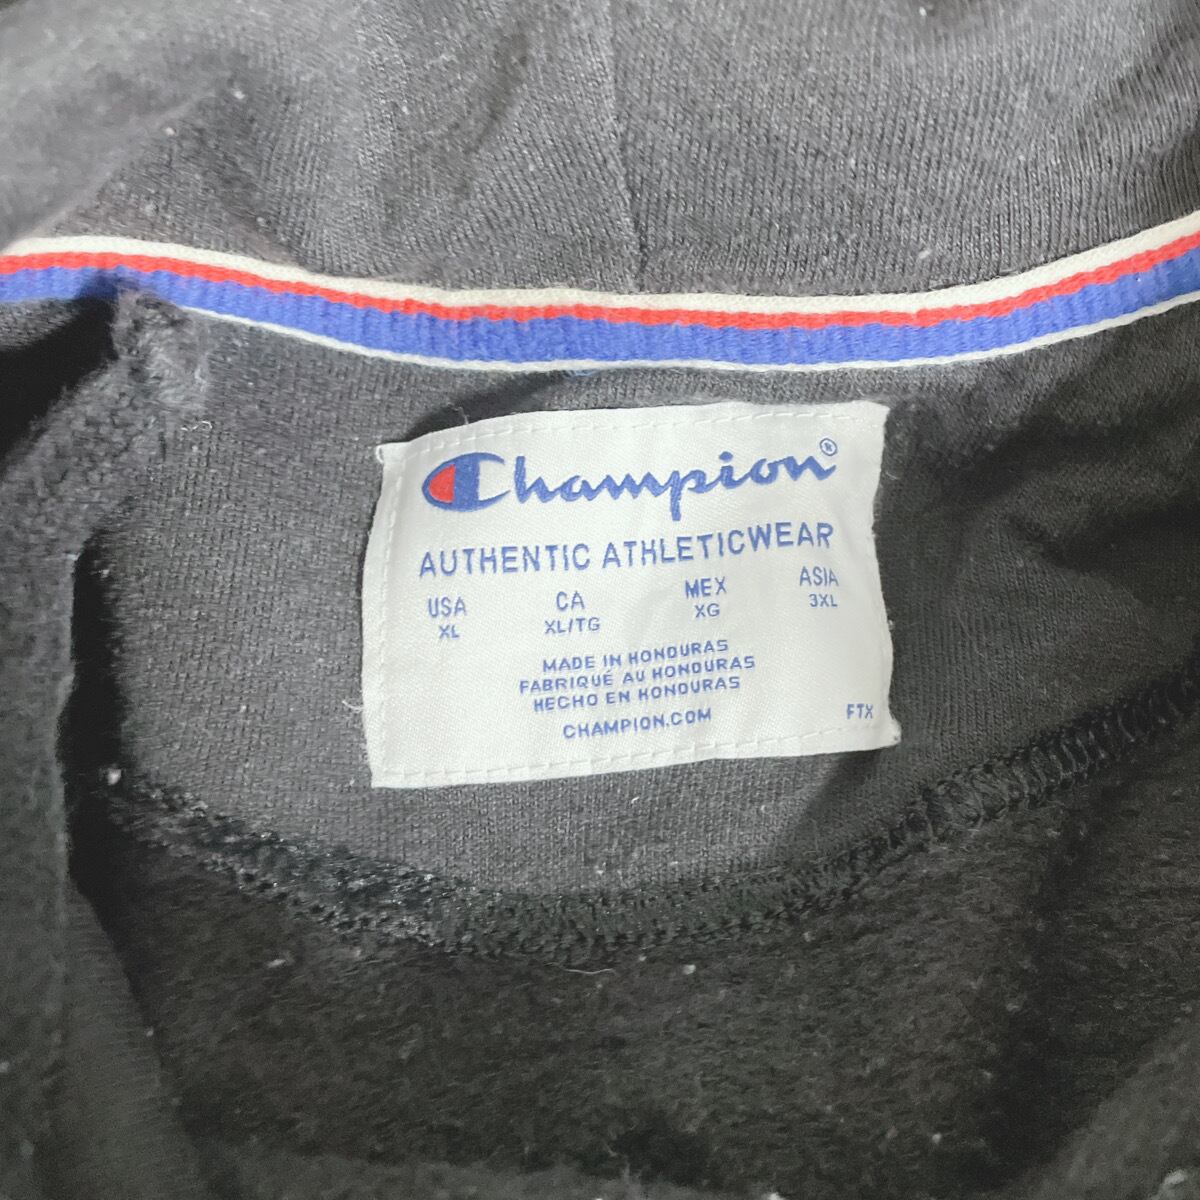 Champion®
AUTHENTIC ATHLETICWEAR
USA CA MEX ASIA
XL XL/TG XG 3XL
MADE IN HONDURAS
FABRIQUÉ AU HONDURAS
HECHO EN HONDURAS
CHAMPION.COM
FTX